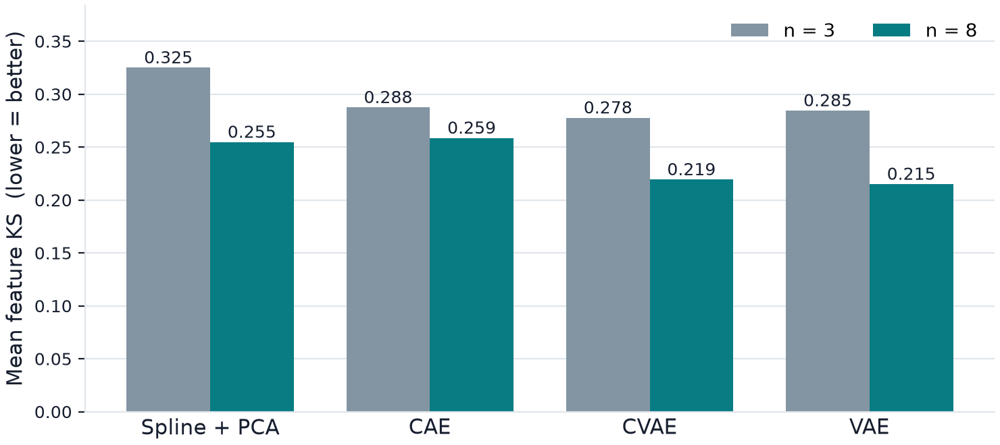 Mean feature KS  (lower = better)
n = 3
n = 8
0.35
0.30
0.25
0.20
0.15
0.10
0.05
0.00
0.325
0.255
0.288
0.259
0.278
0.219
0.285
0.215
Spline + PCA
CAE
CVAE
VAE